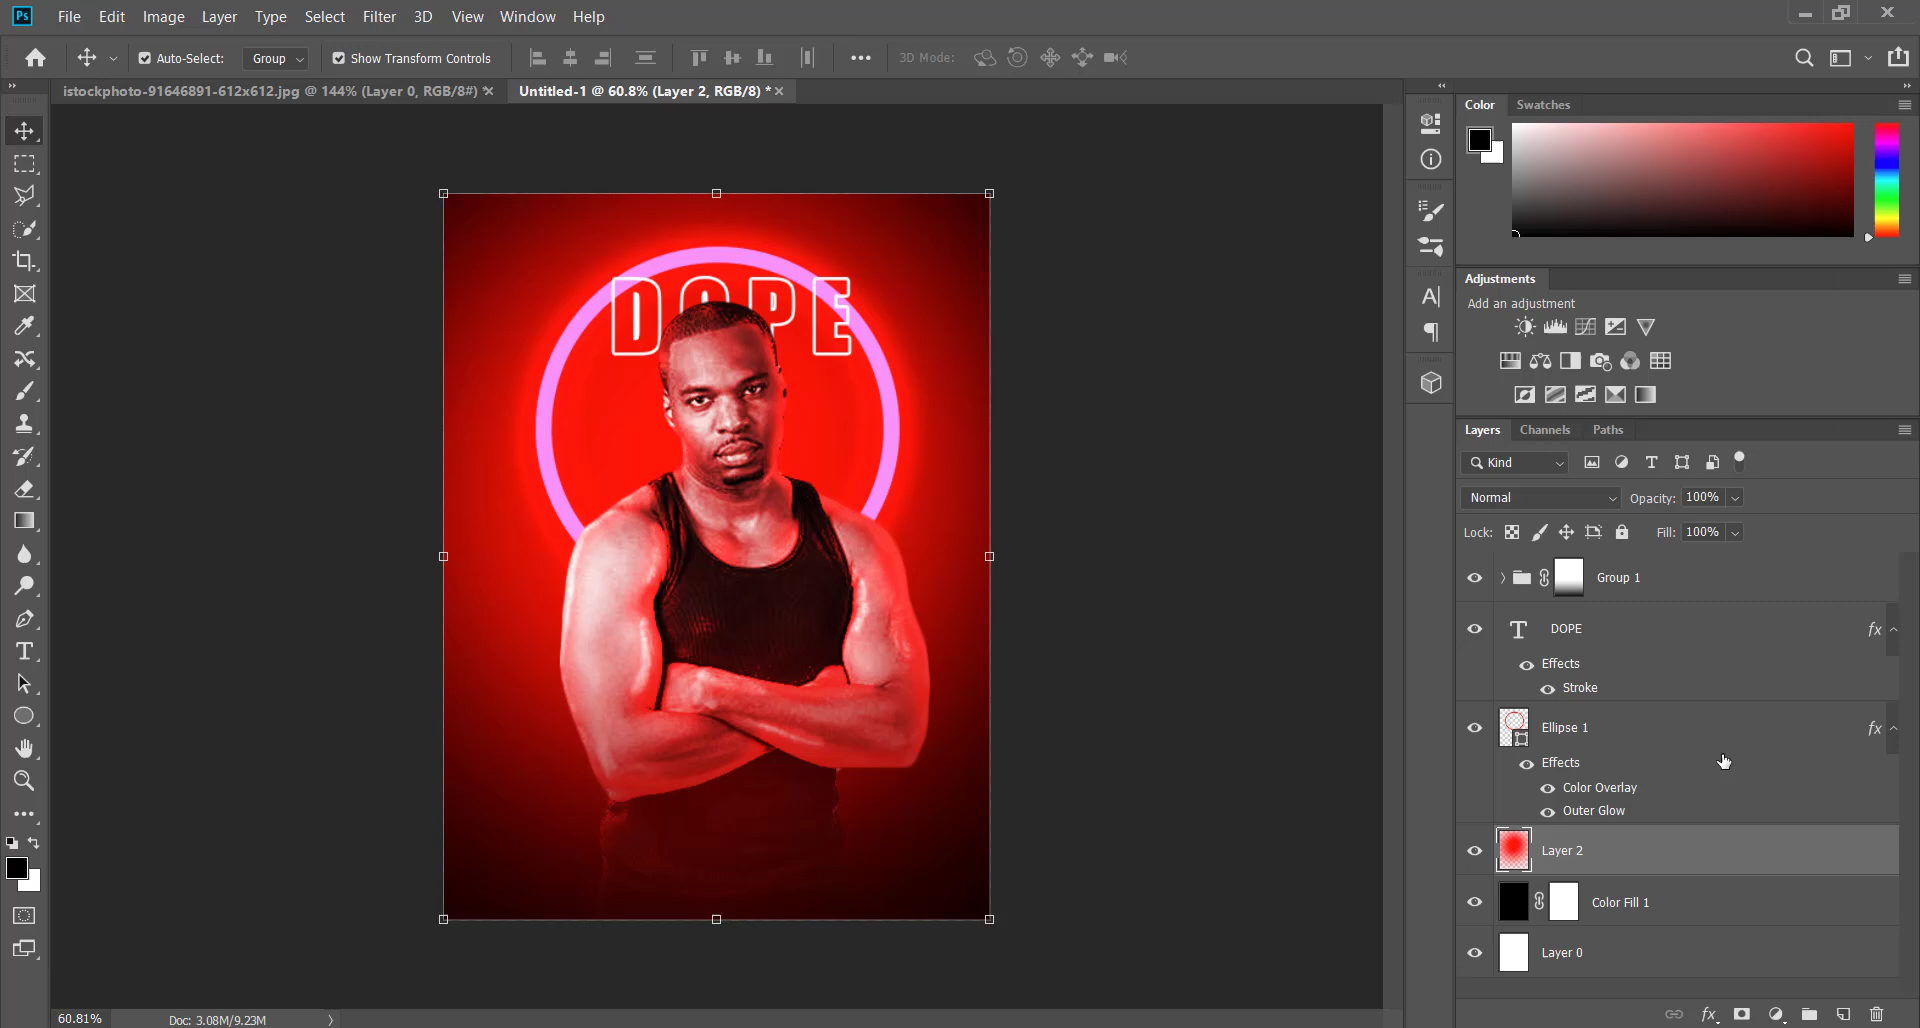 Ps File Edit Image Layer Type Select Filter 3D View Window Help
Auto-Select: Group Show Transform Controls 3D Mode:
istockphoto-91646891-612x612.jpg @ 144% (Layer 0, RGB/8#) * Untitled-1 @ 60.8% (Layer 2, RGB/8) *
Color Swatches
Adjustments
Add an adjustment
DOPE
Layers Channels Paths
Kind
Normal Opacity: 100%
Lock: Fill: 100%
Group 1
T DOPE fx
Effects
Stroke
Ellipse 1 fx
Effects
Color Overlay
Outer Glow
Layer 2
Color Fill 1
Layer 0
60.81% Doc: 3.08M/9.23M
fx